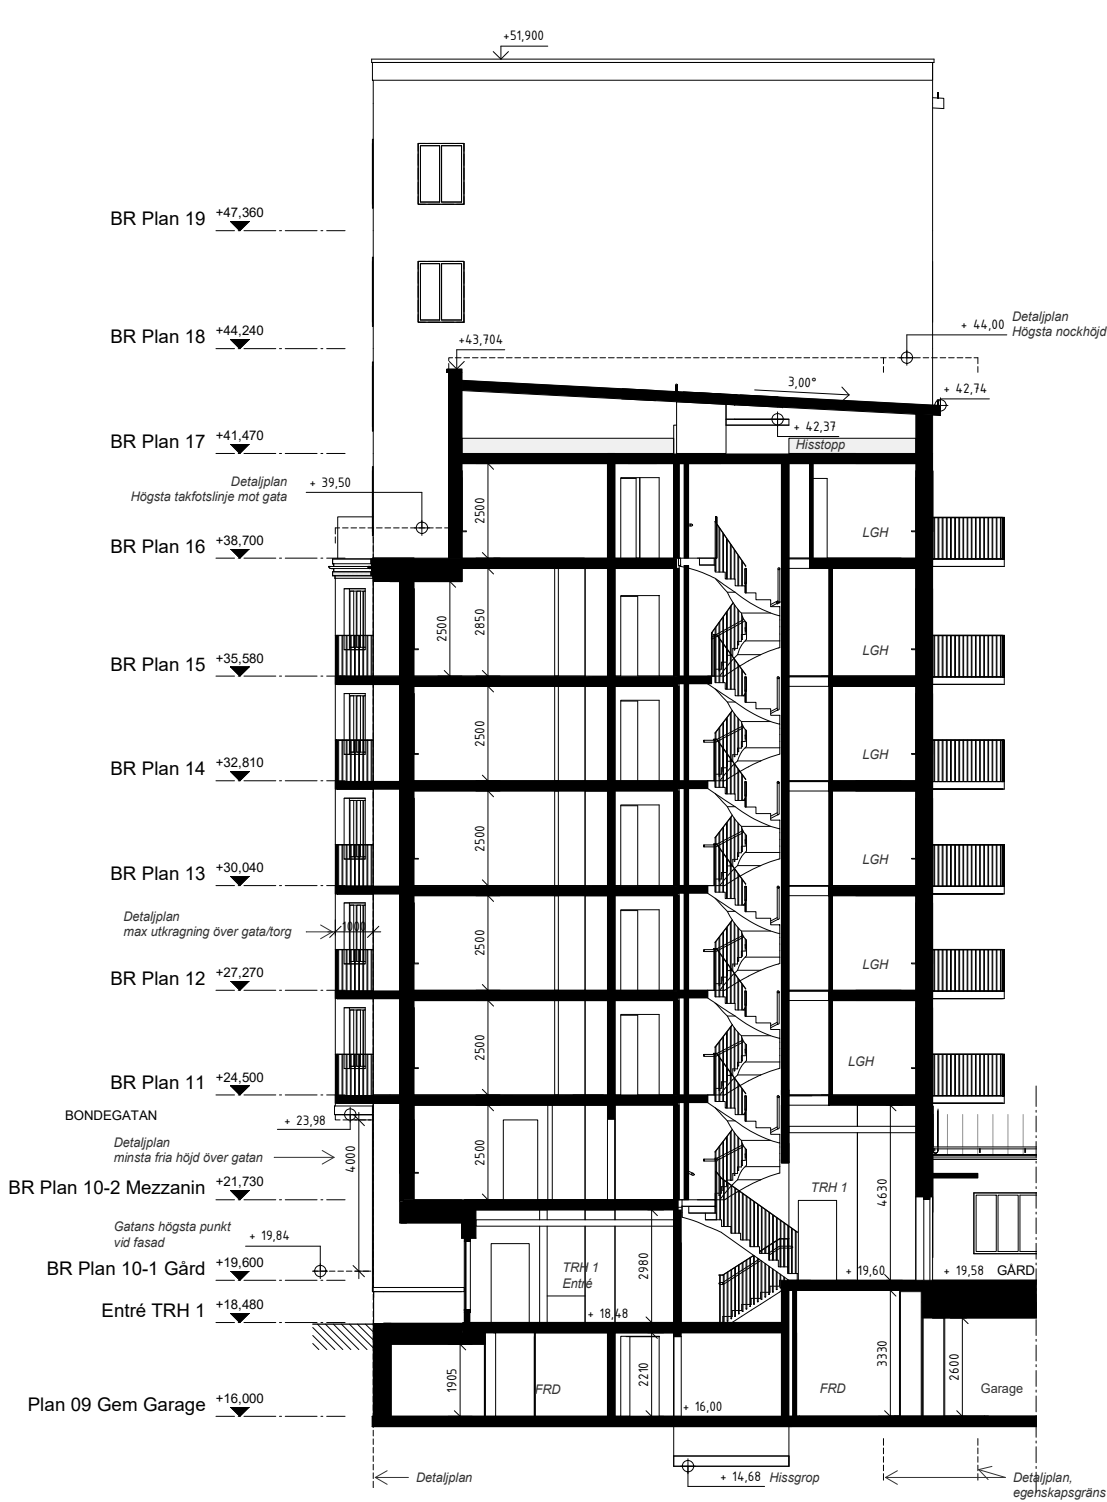 +51,900
BR Plan 19 +47,360
BR Plan 18 +44,240
+43,704
+ 44,00
Detaljplan
Högsta nockhöjd
3,00°
+ 42,74
BR Plan 17 +41,470
+ 42,37
Hisstopp
Detaljplan
Högsta takfotslinje mot gata
+ 39,50
2500
LGH
BR Plan 16 +38,700
2500
2850
LGH
BR Plan 15 +35,580
2500
LGH
BR Plan 14 +32,810
2500
LGH
BR Plan 13 +30,040
Detaljplan
max utkragning över gata/torg
1000
2500
LGH
BR Plan 12 +27,270
2500
LGH
BR Plan 11 +24,500
BONDEGATAN
+ 23,98
Detaljplan
minsta fria höjd över gatan
4000
2500
BR Plan 10-2 Mezzanin +21,730
TRH 1
4630
Gatans högsta punkt
vid fasad
+ 19,84
BR Plan 10-1 Gård +19,600
TRH 1
Entré
2980
+ 19,60
+ 19,58
GÅRD
Entré TRH 1 +18,480
+ 18,48
1905
FRD
2210
FRD
3330
2600
Garage
Plan 09 Gem Garage +16,000
+ 16,00
Detaljplan
+ 14,68
Hissgrop
Detaljplan,
egenskapsgräns